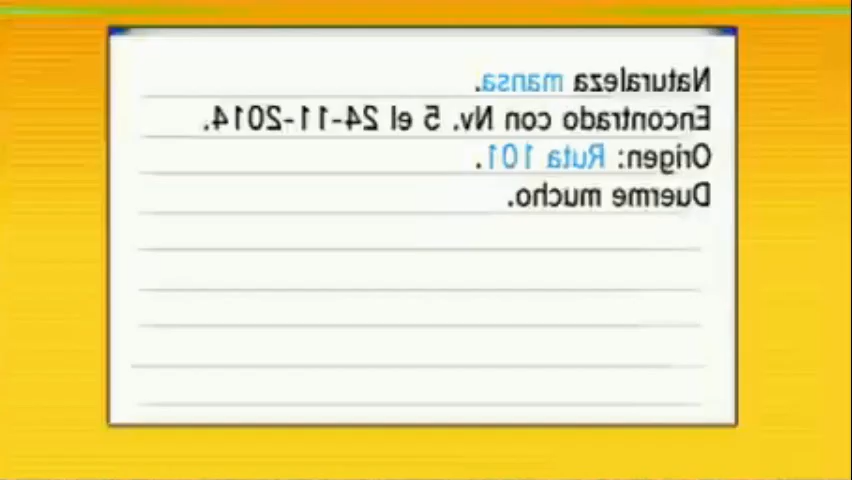 Naturaleza mansa.
Encontrado con Nv. 5 el 24-11-2014.
Origen: Ruta 101.
Duerme mucho.